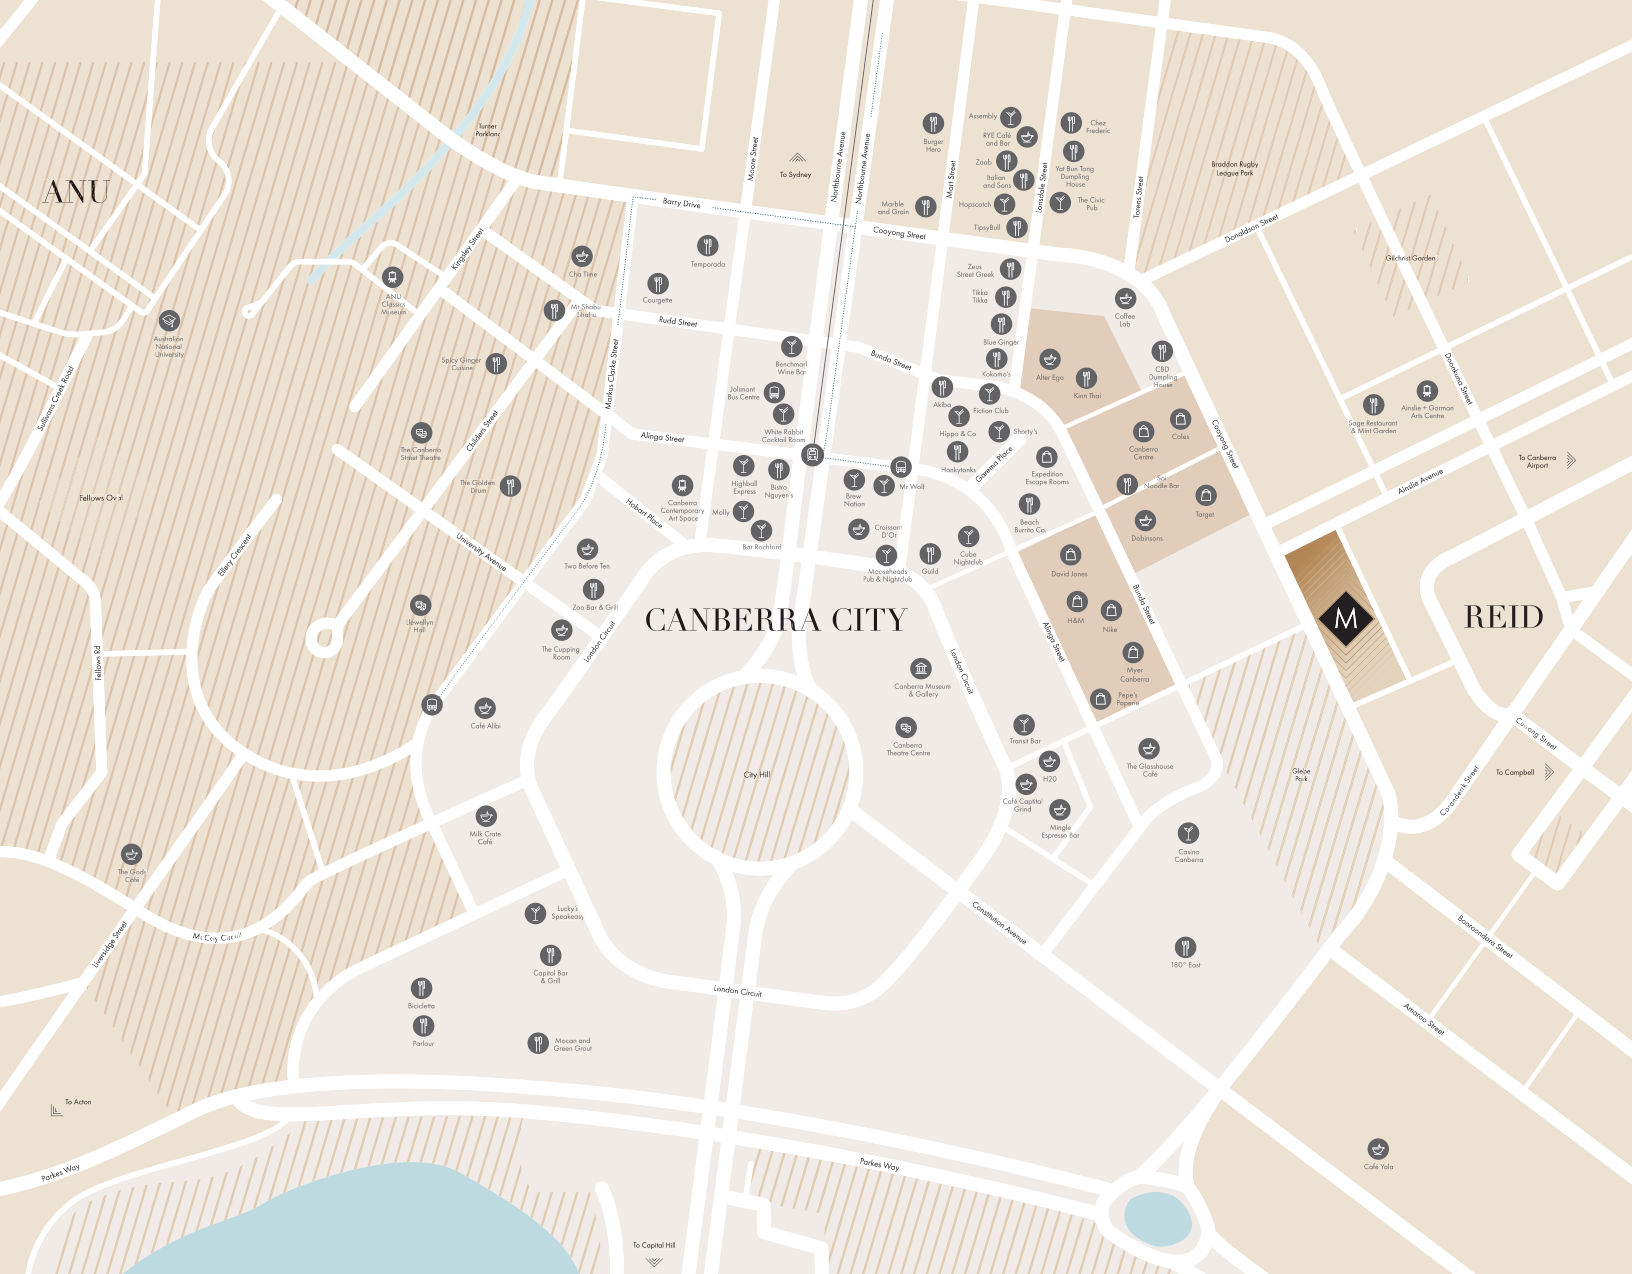 ANU
CANBERRA CITY
REID
M
Turner
Parkland
To Sydney
Moore Street
Northbourne Avenue
Northbourne Avenue
Mort Street
Lonsdale Street
Torens Street
Barry Drive
Cooyong Street
Donaldson Street
Braddon Rugby
League Park
Gilchrist Garden
Assembly
RYE Café
and Bar
Zaab
Italian
and Sons
Hopscotch
TipsyBull
Burger
Hero
Marble
and Grain
Chez
Frederic
Yat Bun Tong
Dumpling
House
The Civic
Pub
Kingsley Street
Cha Time
Mr Shabu
Shabu
ANU
Classics
Museum
Australian
National
University
Spicy Ginger
Cuisine
Temporada
Courgette
Rudd Street
Markus Clarke Street
Benchmark
Wine Bar
Jolimont
Bus Centre
White Rabbit
Cocktail Room
Bunda Street
Zeus
Street Greek
Tikka
Tikke
Blue Ginger
Kokomo's
Alter Ego
Kinn Thai
Coffee
Lab
CBD
Dumpling
House
Akiba
Fiction Club
Hippo & Co
Shorty's
Honkytonks
Garema Place
Expedition
Escape Rooms
Beach
Burrito Co.
Canberra
Centre
Coles
Soi
Noodle Bar
Target
Dobinsons
Cooyong Street
Dooring Street
Sage Restaurant
& Mint Garden
Ainslie + Gorman
Arts Centre
To Canberra
Airport
Ainslie Avenue
Sullivans Creek Road
Childers Street
The Canberra
Street Theatre
The Golden
Drum
Fellows Oval
Ellery Crescent
University Avenue
Alinga Street
Hobart Place
Canberra
Contemporary
Art Space
Highball
Express
Bistro
Nguyen's
Molly
Bar Rochford
Brew
Nation
Mr Wolf
Croissant
D'Or
Mooseheads
Pub & Nightclub
Guild
Cube
Nightclub
Two Before Ten
Zoo Bar & Grill
The Cupping
Room
London Circuit
Llewellyn
Hall
Fellows Rd
Café Alibi
David Jones
H&M
Nike
Myer
Canberra
Pepe's
Paperie
Alinga Street
Bunda Street
London Circuit
Canberra Museum
& Gallery
Canberra
Theatre Centre
City Hill
Transit Bar
H20
Café Capital
Grind
Mingle
Espresso Bar
The Glasshouse
Café
Glebe
Park
Currong Street
To Campbell
Coranderrk Street
Casino
Canberra
Milk Crate
Café
The Gods
Café
McCoy Circuit
Liversidge Street
Lucky's
Speakeasy
Capitol Bar
& Grill
Bicicletta
Parlour
Mocan and
Green Grout
London Circuit
Constitution Avenue
180° East
Booroondara Street
Amaroo Street
To Acton
Parkes Way
Parkes Way
To Capital Hill
Café Yala